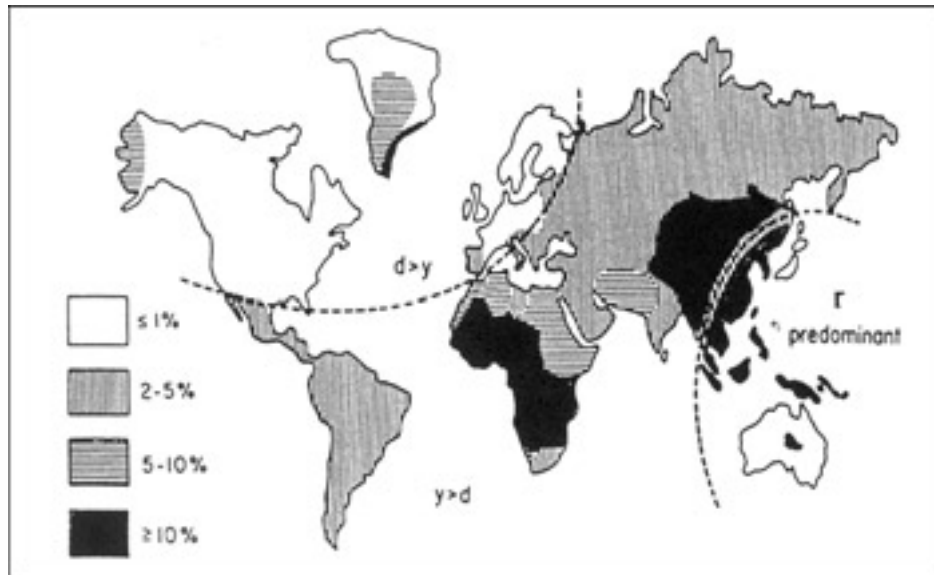 d>y
r
predominant
≤1%
2-5%
5-10%
y>d
≥10%